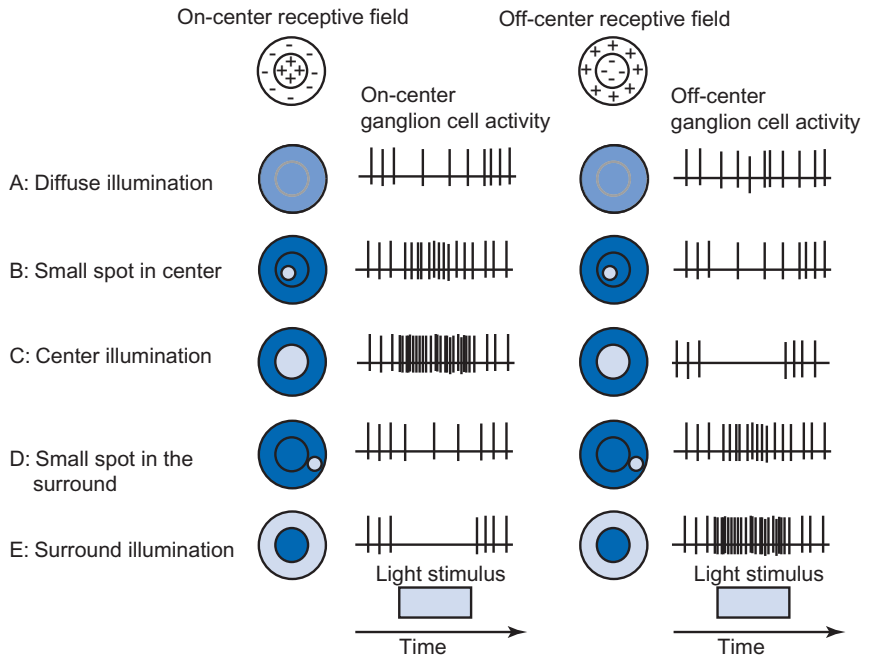 On-center receptive field
Off-center receptive field
On-center
ganglion cell activity
Off-center
ganglion cell activity
A: Diffuse illumination
B: Small spot in center
C: Center illumination
D: Small spot in the
surround
E: Surround illumination
Light stimulus
Light stimulus
Time
Time